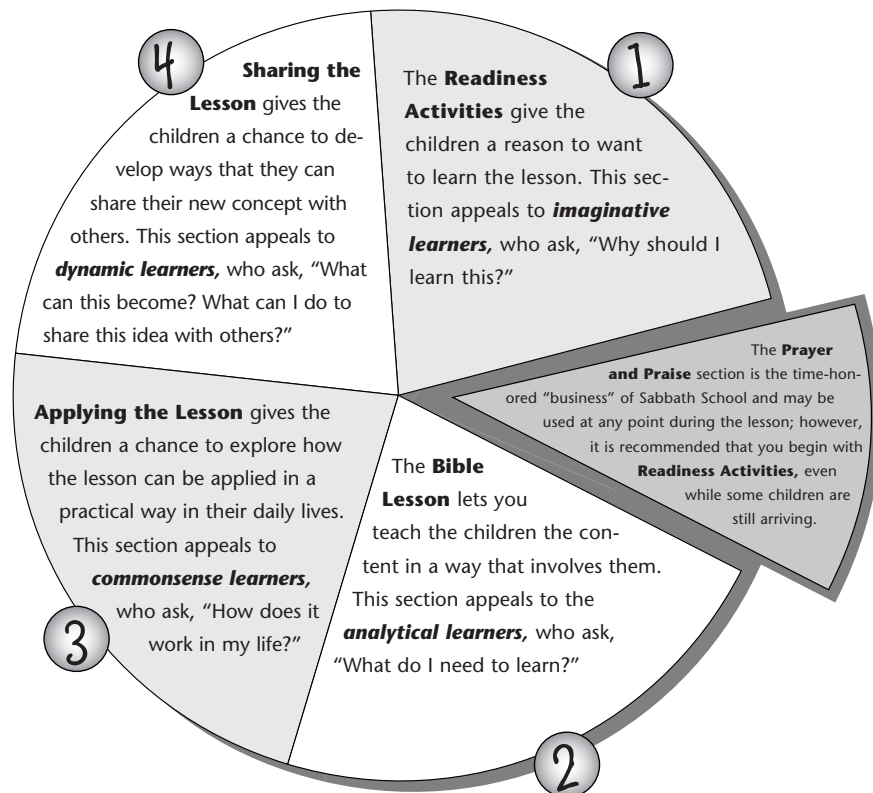 1
The Readiness
Activities give the
children a reason to want
to learn the lesson. This sec-
tion appeals to imaginative
learners, who ask, “Why should I
learn this?”
The Prayer
and Praise section is the time-hon-
ored “business” of Sabbath School and may be
used at any point during the lesson; however,
it is recommended that you begin with
Readiness Activities, even
while some children are
still arriving.
2
The Bible
Lesson lets you
teach the children the con-
tent in a way that involves them.
This section appeals to the
analytical learners, who ask,
“What do I need to learn?”
3
Applying the Lesson gives the
children a chance to explore how
the lesson can be applied in a
practical way in their daily lives.
This section appeals to
commonsense learners,
who ask, “How does it
work in my life?”
4
Sharing the
Lesson gives the
children a chance to de-
velop ways that they can
share their new concept with
others. This section appeals to
dynamic learners, who ask, “What
can this become? What can I do to
share this idea with others?”